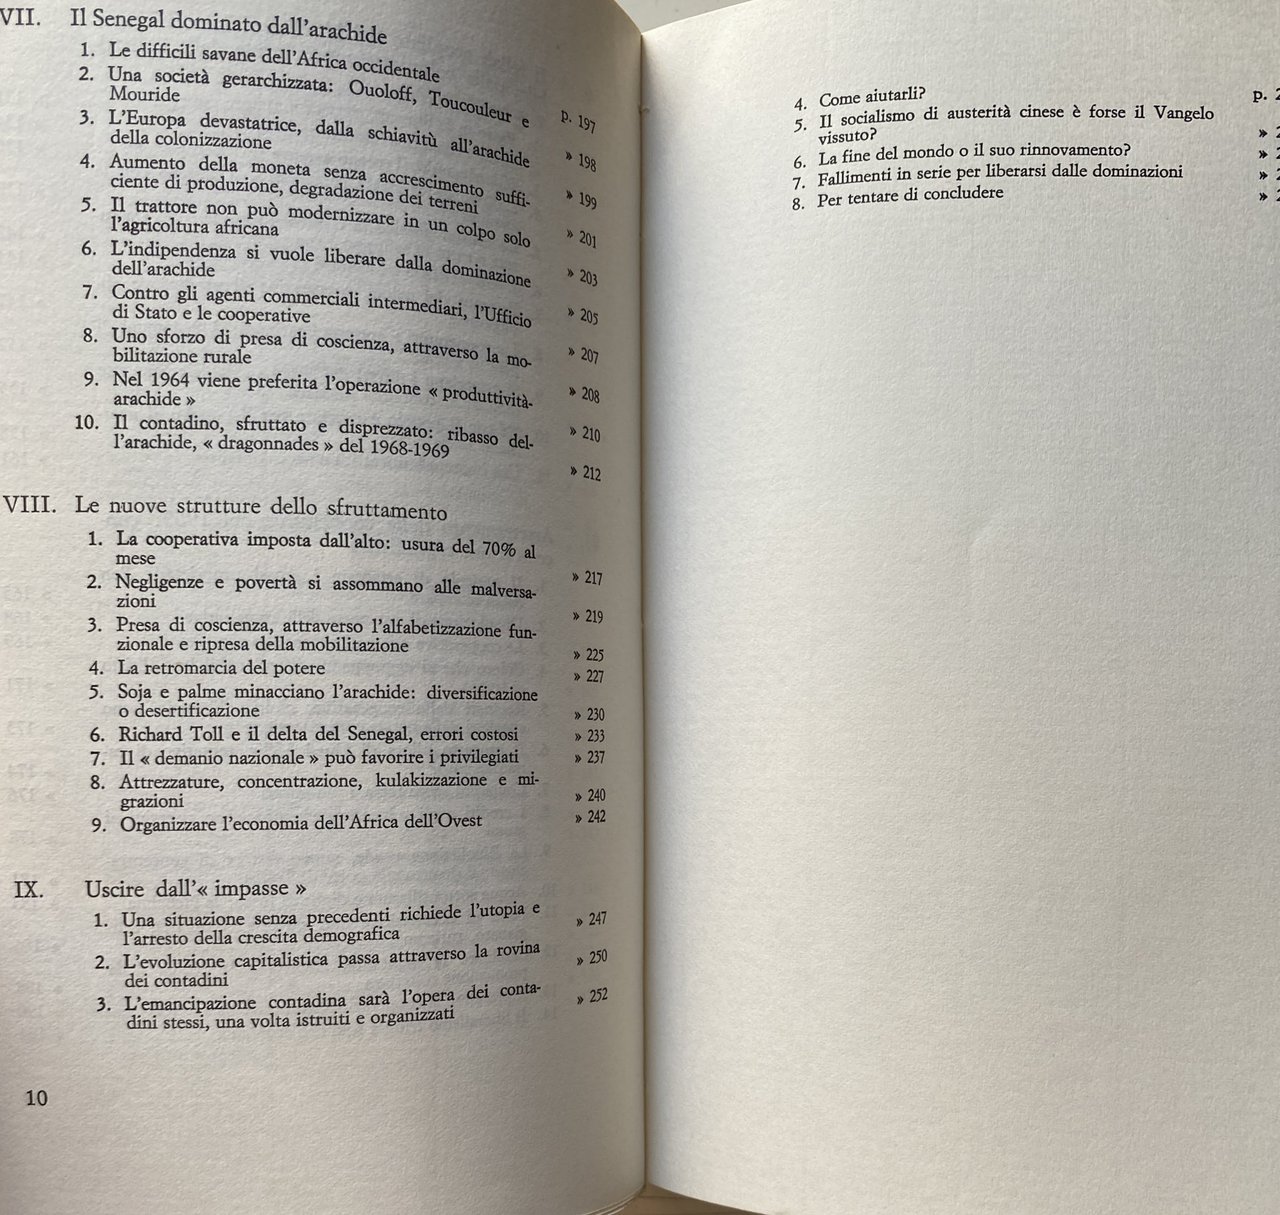 VII. Il Senegal dominato dall'arachide
1. Le difficili savane dell'Africa occidentale p. 197
2. Una società gerarchizzata: Ouoloff, Toucouleur e
Mouride » 198
3. L'Europa devastatrice, dalla schiavitù all'arachide
della colonizzazione » 199
4. Aumento della moneta senza accrescimento suffi-
ciente di produzione, degradazione dei terreni » 201
5. Il trattore non può modernizzare in un colpo solo
l'agricoltura africana » 203
6. L'indipendenza si vuole liberare dalla dominazione
dell'arachide » 205
7. Contro gli agenti commerciali intermediari, l'Ufficio
di Stato e le cooperative » 207
8. Uno sforzo di presa di coscienza, attraverso la mo-
bilitazione rurale » 208
9. Nel 1964 viene preferita l'operazione « produttività-
arachide » » 210
10. Il contadino, sfruttato e disprezzato: ribasso del-
l'arachide, « dragonnades » del 1968-1969 » 212
VIII. Le nuove strutture dello sfruttamento
1. La cooperativa imposta dall'alto: usura del 70% al
mese » 217
2. Negligenze e povertà si assommano alle malversa-
zioni » 219
3. Presa di coscienza, attraverso l'alfabetizzazione fun-
zionale e ripresa della mobilitazione » 225
4. La retromarcia del potere » 227
5. Soja e palme minacciano l'arachide: diversificazione
o desertificazione » 230
6. Richard Toll e il delta del Senegal, errori costosi » 233
7. Il « demanio nazionale » può favorire i privilegiati » 237
8. Attrezzature, concentrazione, kulakizzazione e mi-
grazioni » 240
9. Organizzare l'economia dell'Africa dell'Ovest » 242
IX. Uscire dall'« impasse »
1. Una situazione senza precedenti richiede l'utopia e
l'arresto della crescita demografica » 247
2. L'evoluzione capitalistica passa attraverso la rovina
dei contadini » 250
3. L'emancipazione contadina sarà l'opera dei conta-
dini stessi, una volta istruiti e organizzati » 252
10
4. Come aiutarli? p. 2
5. Il socialismo di austerità cinese è forse il Vangelo
vissuto? » 2
6. La fine del mondo o il suo rinnovamento? » 2
7. Fallimenti in serie per liberarsi dalle dominazioni » 2
8. Per tentare di concludere » 2